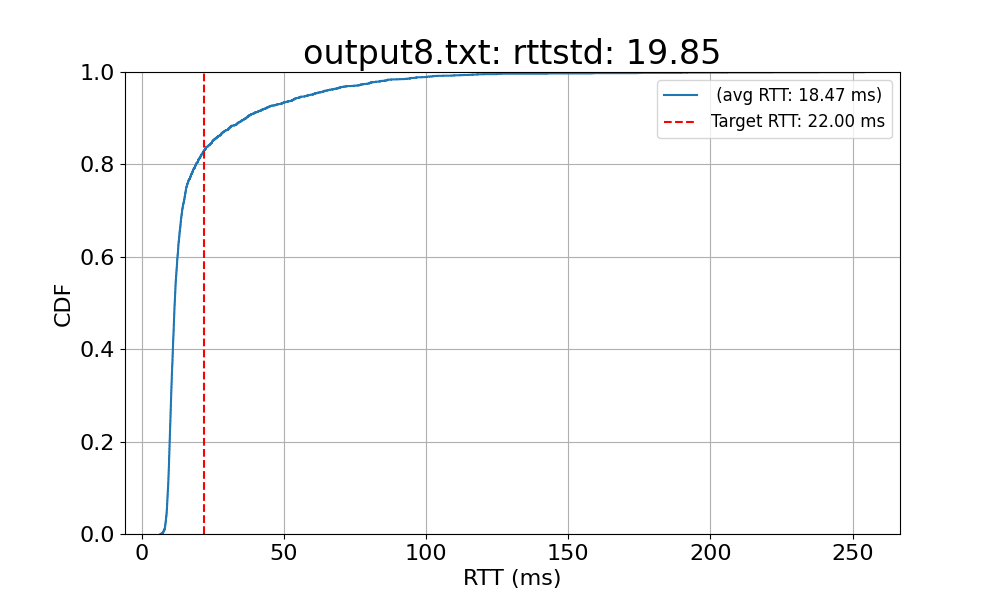 output8.txt: rttstd: 19.85
1.0
0.8
0.6
0.4
0.2
0.0
CDF
(avg RTT: 18.47 ms)
Target RTT: 22.00 ms
0 50 100 150 200 250
RTT (ms)